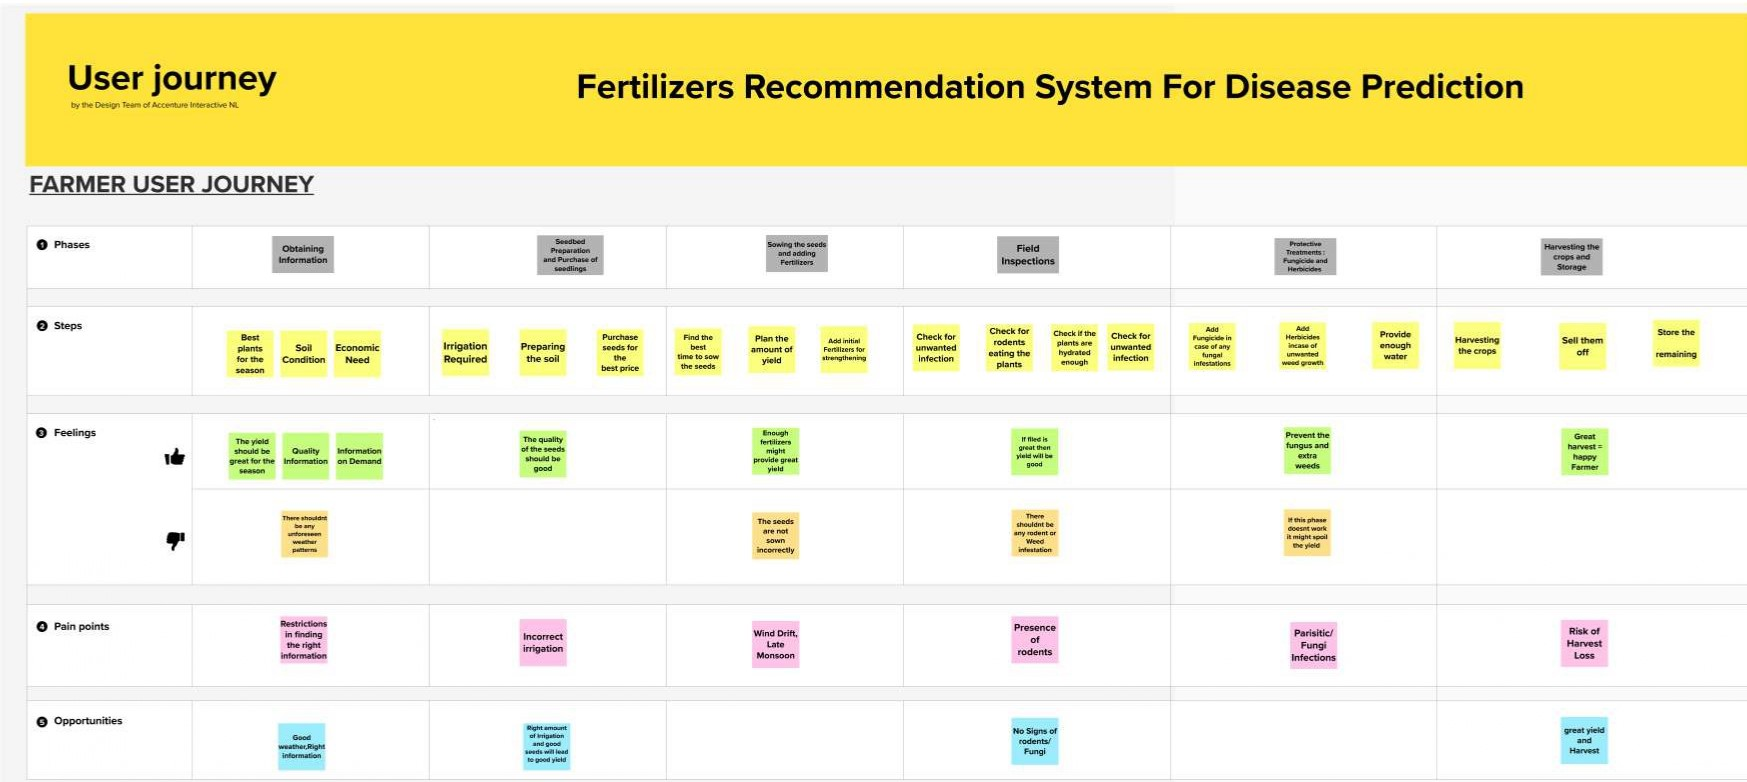 User journey
by the Design Team of Accenture Interactive NL
Fertilizers Recommendation System For Disease Prediction
FARMER USER JOURNEY
1 Phases
Obtaining
Information
Seedbed
Preparation
and Purchase of
seedlings
Sowing the seeds
and adding
Fertilizers
Field
Inspections
Protective
Treatments :
Fungicide and
Herbicides
Harvesting the
crops and
Storage
2 Steps
Best
plants
for the
season
Soil
Condition
Economic
Need
Irrigation
Required
Preparing
the soil
Purchase
seeds for
the
best price
Find the
best
time to sow
the seeds
Plan the
amount of
yield
Add initial
Fertilizers for
strengthening
Check for
unwanted
infection
Check for
rodents
eating the
plants
Check if the
plants are
hydrated
enough
Check for
unwanted
infection
Add
Fungicide in
case of any
fungal
infestations
Add
Herbicides
incase of
unwanted
weed growth
Provide
enough
water
Harvesting
the crops
Sell them
off
Store the
remaining
3 Feelings
The yield
should be
great for the
season
Quality
Information
Information
on Demand
The quality
of the seeds
should be
good
Enough
fertilizers
might
provide great
yield
If filed is
great then
yield will be
good
Prevent the
fungus and
extra
weeds
Great
harvest =
happy
Farmer
There shouldnt
be any
unforeseen
weather
patterns
The seeds
are not
sown
incorrectly
There
shouldnt be
any rodent or
Weed
infestation
If this phase
doesnt work
it might spoil
the yield
4 Pain points
Restrictions
in finding
the right
information
Incorrect
irrigation
Wind Drift,
Late
Monsoon
Presence
of
rodents
Parisitic/
Fungi
Infections
Risk of
Harvest
Loss
5 Opportunities
Good
weather,Right
information
Right amount
of Irrigation
and good
seeds will lead
to good yield
No Signs of
rodents/
Fungi
great yield
and
Harvest